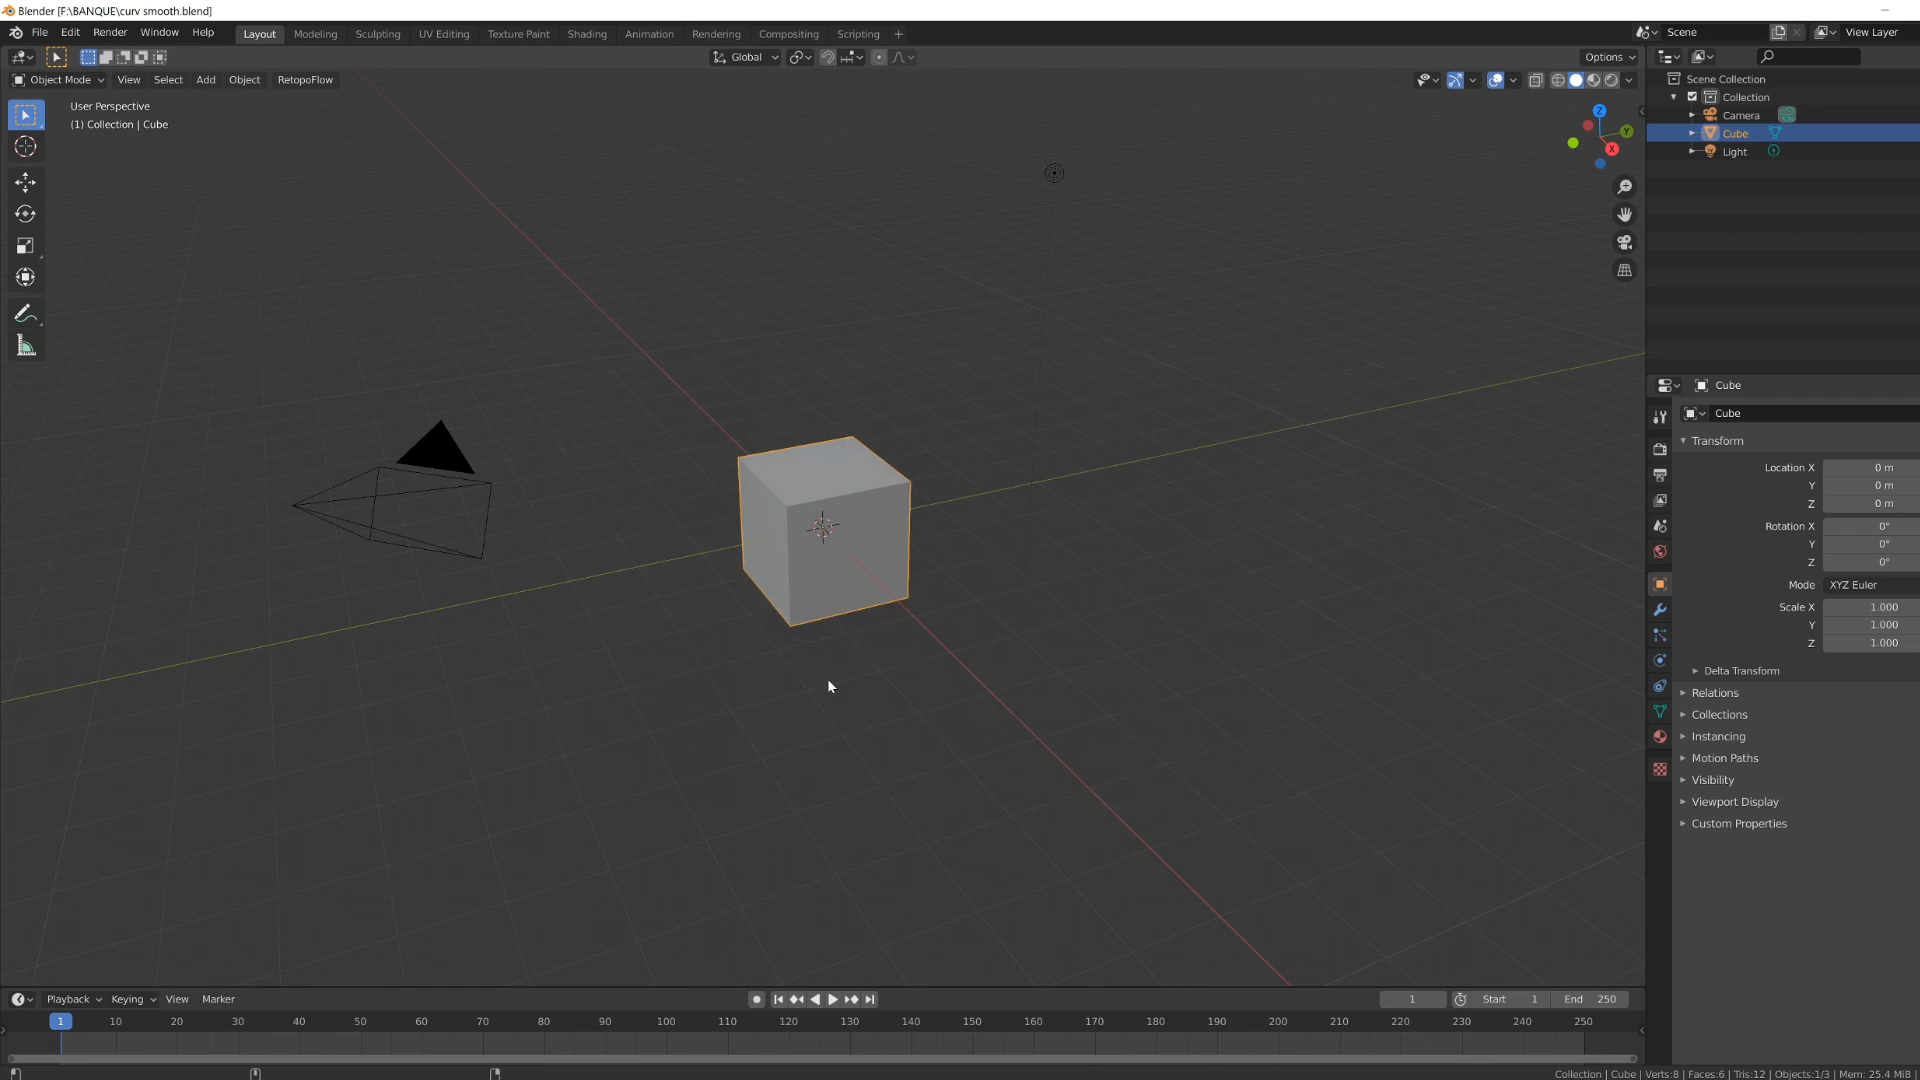 Blender [F:\BANQUE\curv smooth.blend]
File Edit Render Window Help Layout Modeling Sculpting UV Editing Texture Paint Shading Animation Rendering Compositing Scripting + Scene View Layer
Global Options
Object Mode View Select Add Object RetopoFlow
User Perspective
(1) Collection | Cube
Z
Y
X
Scene Collection
Collection
Camera
Cube
Light
Cube
Cube
Transform
Location X 0 m
Y 0 m
Z 0 m
Rotation X 0°
Y 0°
Z 0°
Mode XYZ Euler
Scale X 1.000
Y 1.000
Z 1.000
Delta Transform
Relations
Collections
Instancing
Motion Paths
Visibility
Viewport Display
Custom Properties
Playback Keying View Marker 1 Start 1 End 250
1 10 20 30 40 50 60 70 80 90 100 110 120 130 140 150 160 170 180 190 200 210 220 230 240 250
Collection | Cube | Verts:8 | Faces:6 | Tris:12 | Objects:1/3 | Mem: 25.4 MiB |